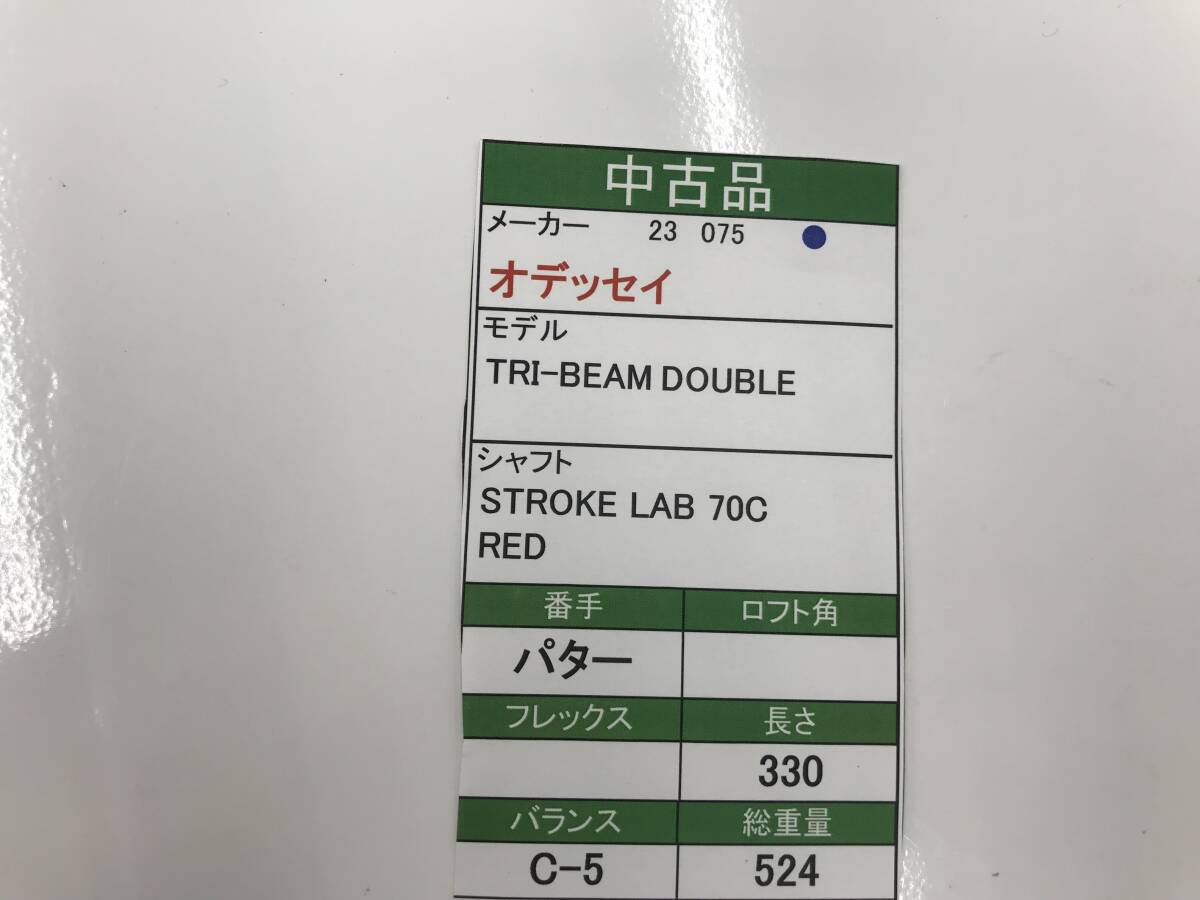 中古品
メーカー 23 075
オデッセイ
モデル
TRI-BEAM DOUBLE
シャフト
STROKE LAB 70C
RED
番手 ロフト角
パター
フレックス 長さ
330
バランス 総重量
C-5 524